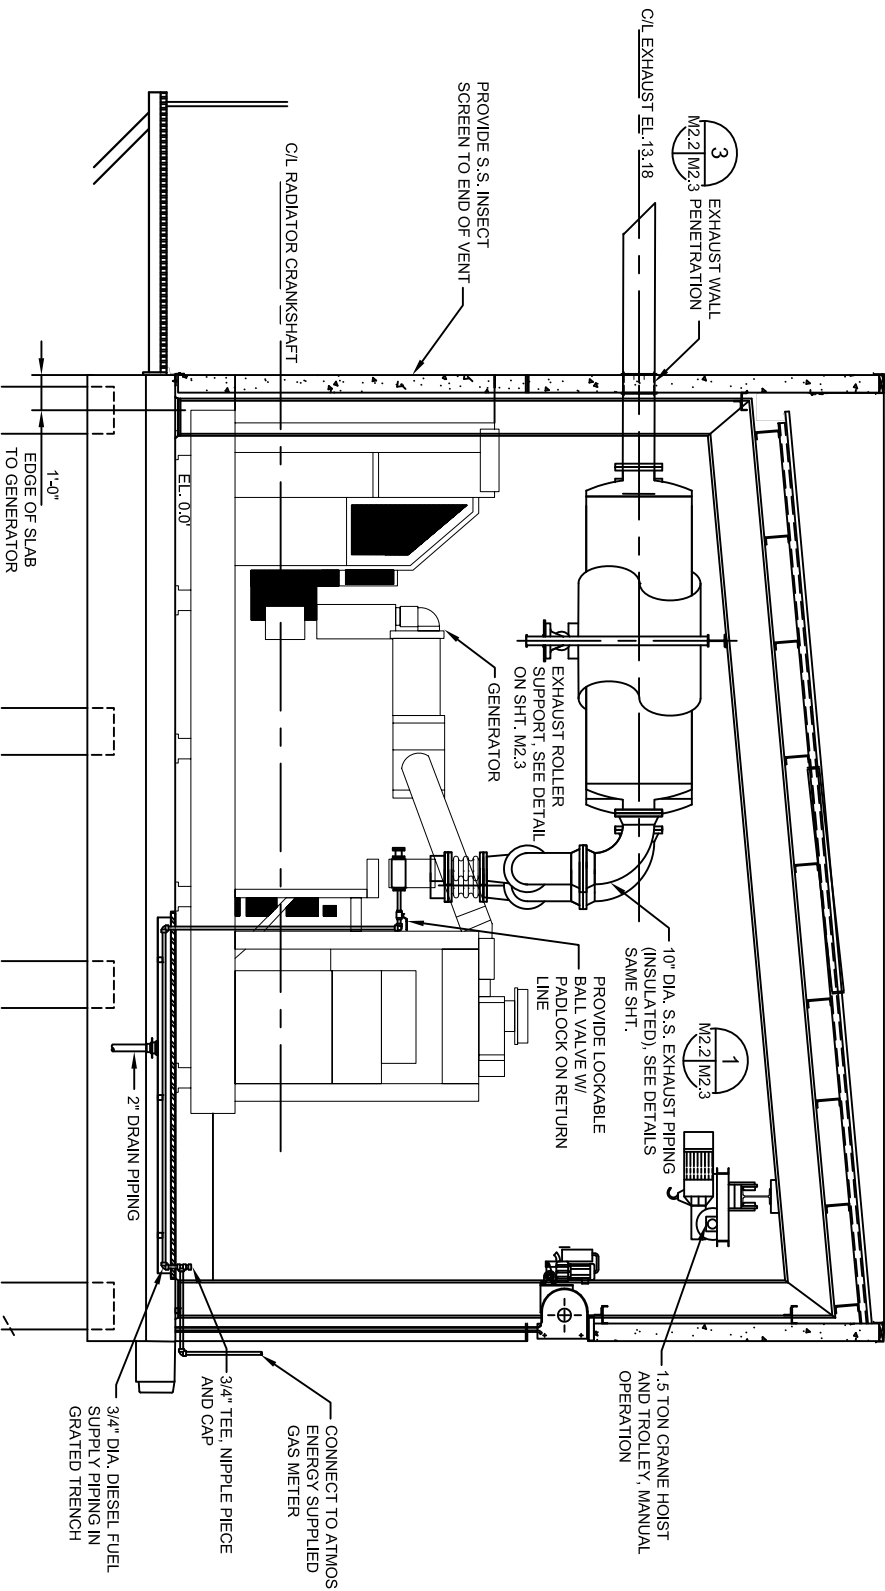 C/L EXHAUST EL.13.18
3
M2.2 M2.3
EXHAUST WALL
PENETRATION
PROVIDE S.S. INSECT
SCREEN TO END OF VENT
C/L RADIATOR CRANKSHAFT
1'-0"
EDGE OF SLAB
TO GENERATOR
EL. 0.0'
GENERATOR
EXHAUST ROLLER
SUPPORT, SEE DETAIL
ON SHT. M2.3
10" DIA. S.S. EXHAUST PIPING
(INSULATED), SEE DETAILS
SAME SHT.
1
M2.2 M2.3
PROVIDE LOCKABLE
BALL VALVE W/
PADLOCK ON RETURN
LINE
2" DRAIN PIPING
1.5 TON CRANE HOIST
AND TROLLEY, MANUAL
OPERATION
CONNECT TO ATMOS
ENERGY SUPPLIED
GAS METER
3/4" TEE, NIPPLE PIECE
AND CAP
3/4" DIA. DIESEL FUEL
SUPPLY PIPING IN
GRATED TRENCH